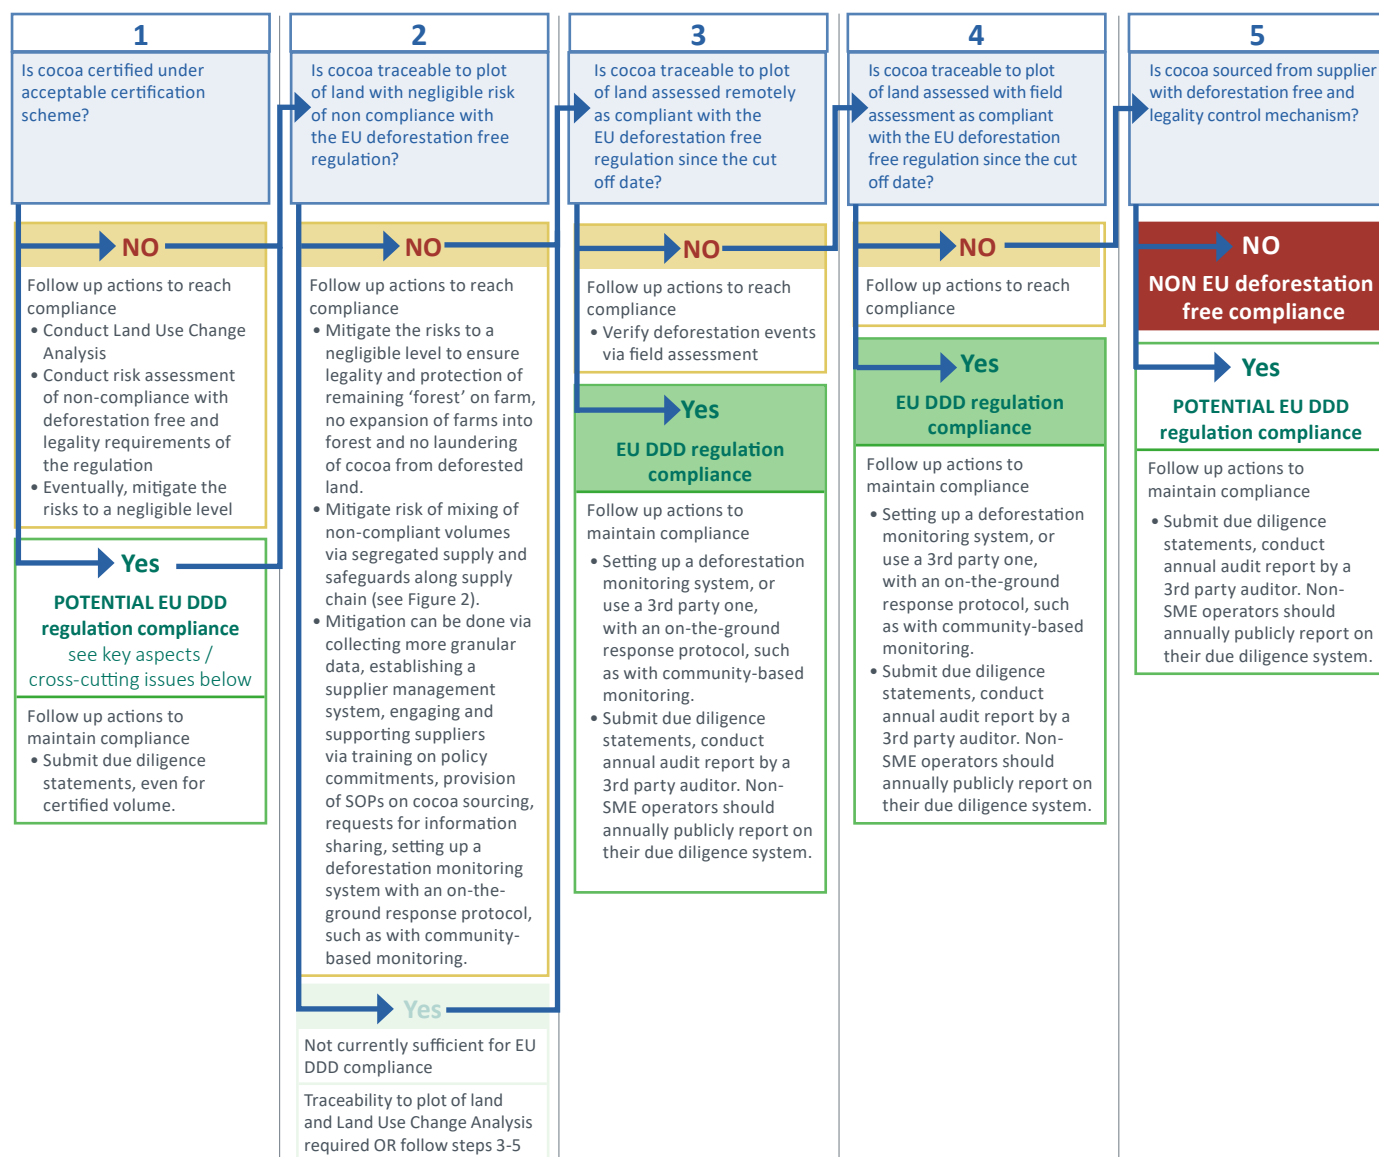 1
Is cocoa certified under
acceptable certification
scheme?
NO
Follow up actions to reach
compliance
• Conduct Land Use Change
Analysis
• Conduct risk assessment
of non-compliance with
deforestation free and
legality requirements of
the regulation
• Eventually, mitigate the
risks to a negligible level
Yes
POTENTIAL EU DDD
regulation compliance
see key aspects /
cross-cutting issues below
Follow up actions to
maintain compliance
• Submit due diligence
statements, even for
certified volume.
2
Is cocoa traceable to plot
of land with negligible risk
of non compliance with
the EU deforestation free
regulation?
NO
Follow up actions to reach
compliance
• Mitigate the risks to a
negligible level to ensure
legality and protection of
remaining ‘forest’ on farm,
no expansion of farms into
forest and no laundering
of cocoa from deforested
land.
• Mitigate risk of mixing of
non-compliant volumes
via segregated supply and
safeguards along supply
chain (see Figure 2).
• Mitigation can be done via
collecting more granular
data, establishing a
supplier management
system, engaging and
supporting suppliers
via training on policy
commitments, provision
of SOPs on cocoa sourcing,
requests for information
sharing, setting up a
deforestation monitoring
system with an on-the-
ground response protocol,
such as with community-
based monitoring.
Yes
Not currently sufficient for EU
DDD compliance
Traceability to plot of land
and Land Use Change Analysis
required OR follow steps 3-5
3
Is cocoa traceable to plot
of land assessed remotely
as compliant with the
EU deforestation free
regulation since the cut
off date?
NO
Follow up actions to reach
compliance
• Verify deforestation events
via field assessment
Yes
EU DDD regulation
compliance
Follow up actions to
maintain compliance
• Setting up a deforestation
monitoring system, or
use a 3rd party one,
with an on-the-ground
response protocol, such
as with community-based
monitoring.
• Submit due diligence
statements, conduct
annual audit report by a
3rd party auditor. Non-
SME operators should
annually publicly report on
their due diligence system.
4
Is cocoa traceable to plot
of land assessed with field
assessment as compliant
with the EU deforestation
free regulation since the cut
off date?
NO
Follow up actions to reach
compliance
Yes
EU DDD regulation
compliance
Follow up actions to
maintain compliance
• Setting up a deforestation
monitoring system, or
use a 3rd party one,
with an on-the-ground
response protocol, such
as with community-based
monitoring.
• Submit due diligence
statements, conduct
annual audit report by a
3rd party auditor. Non-
SME operators should
annually publicly report on
their due diligence system.
5
Is cocoa sourced from supplier
with deforestation free and
legality control mechanism?
NO
NON EU deforestation
free compliance
Yes
POTENTIAL EU DDD
regulation compliance
Follow up actions to
maintain compliance
• Submit due diligence
statements, conduct
annual audit report by a
3rd party auditor. Non-
SME operators should
annually publicly report on
their due diligence system.